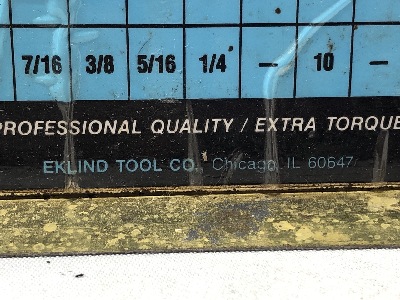 7/16 3/8 5/16 1/4 — 10 —
PROFESSIONAL QUALITY / EXTRA TORQUE
EKLIND TOOL CO. Chicago, IL 60647